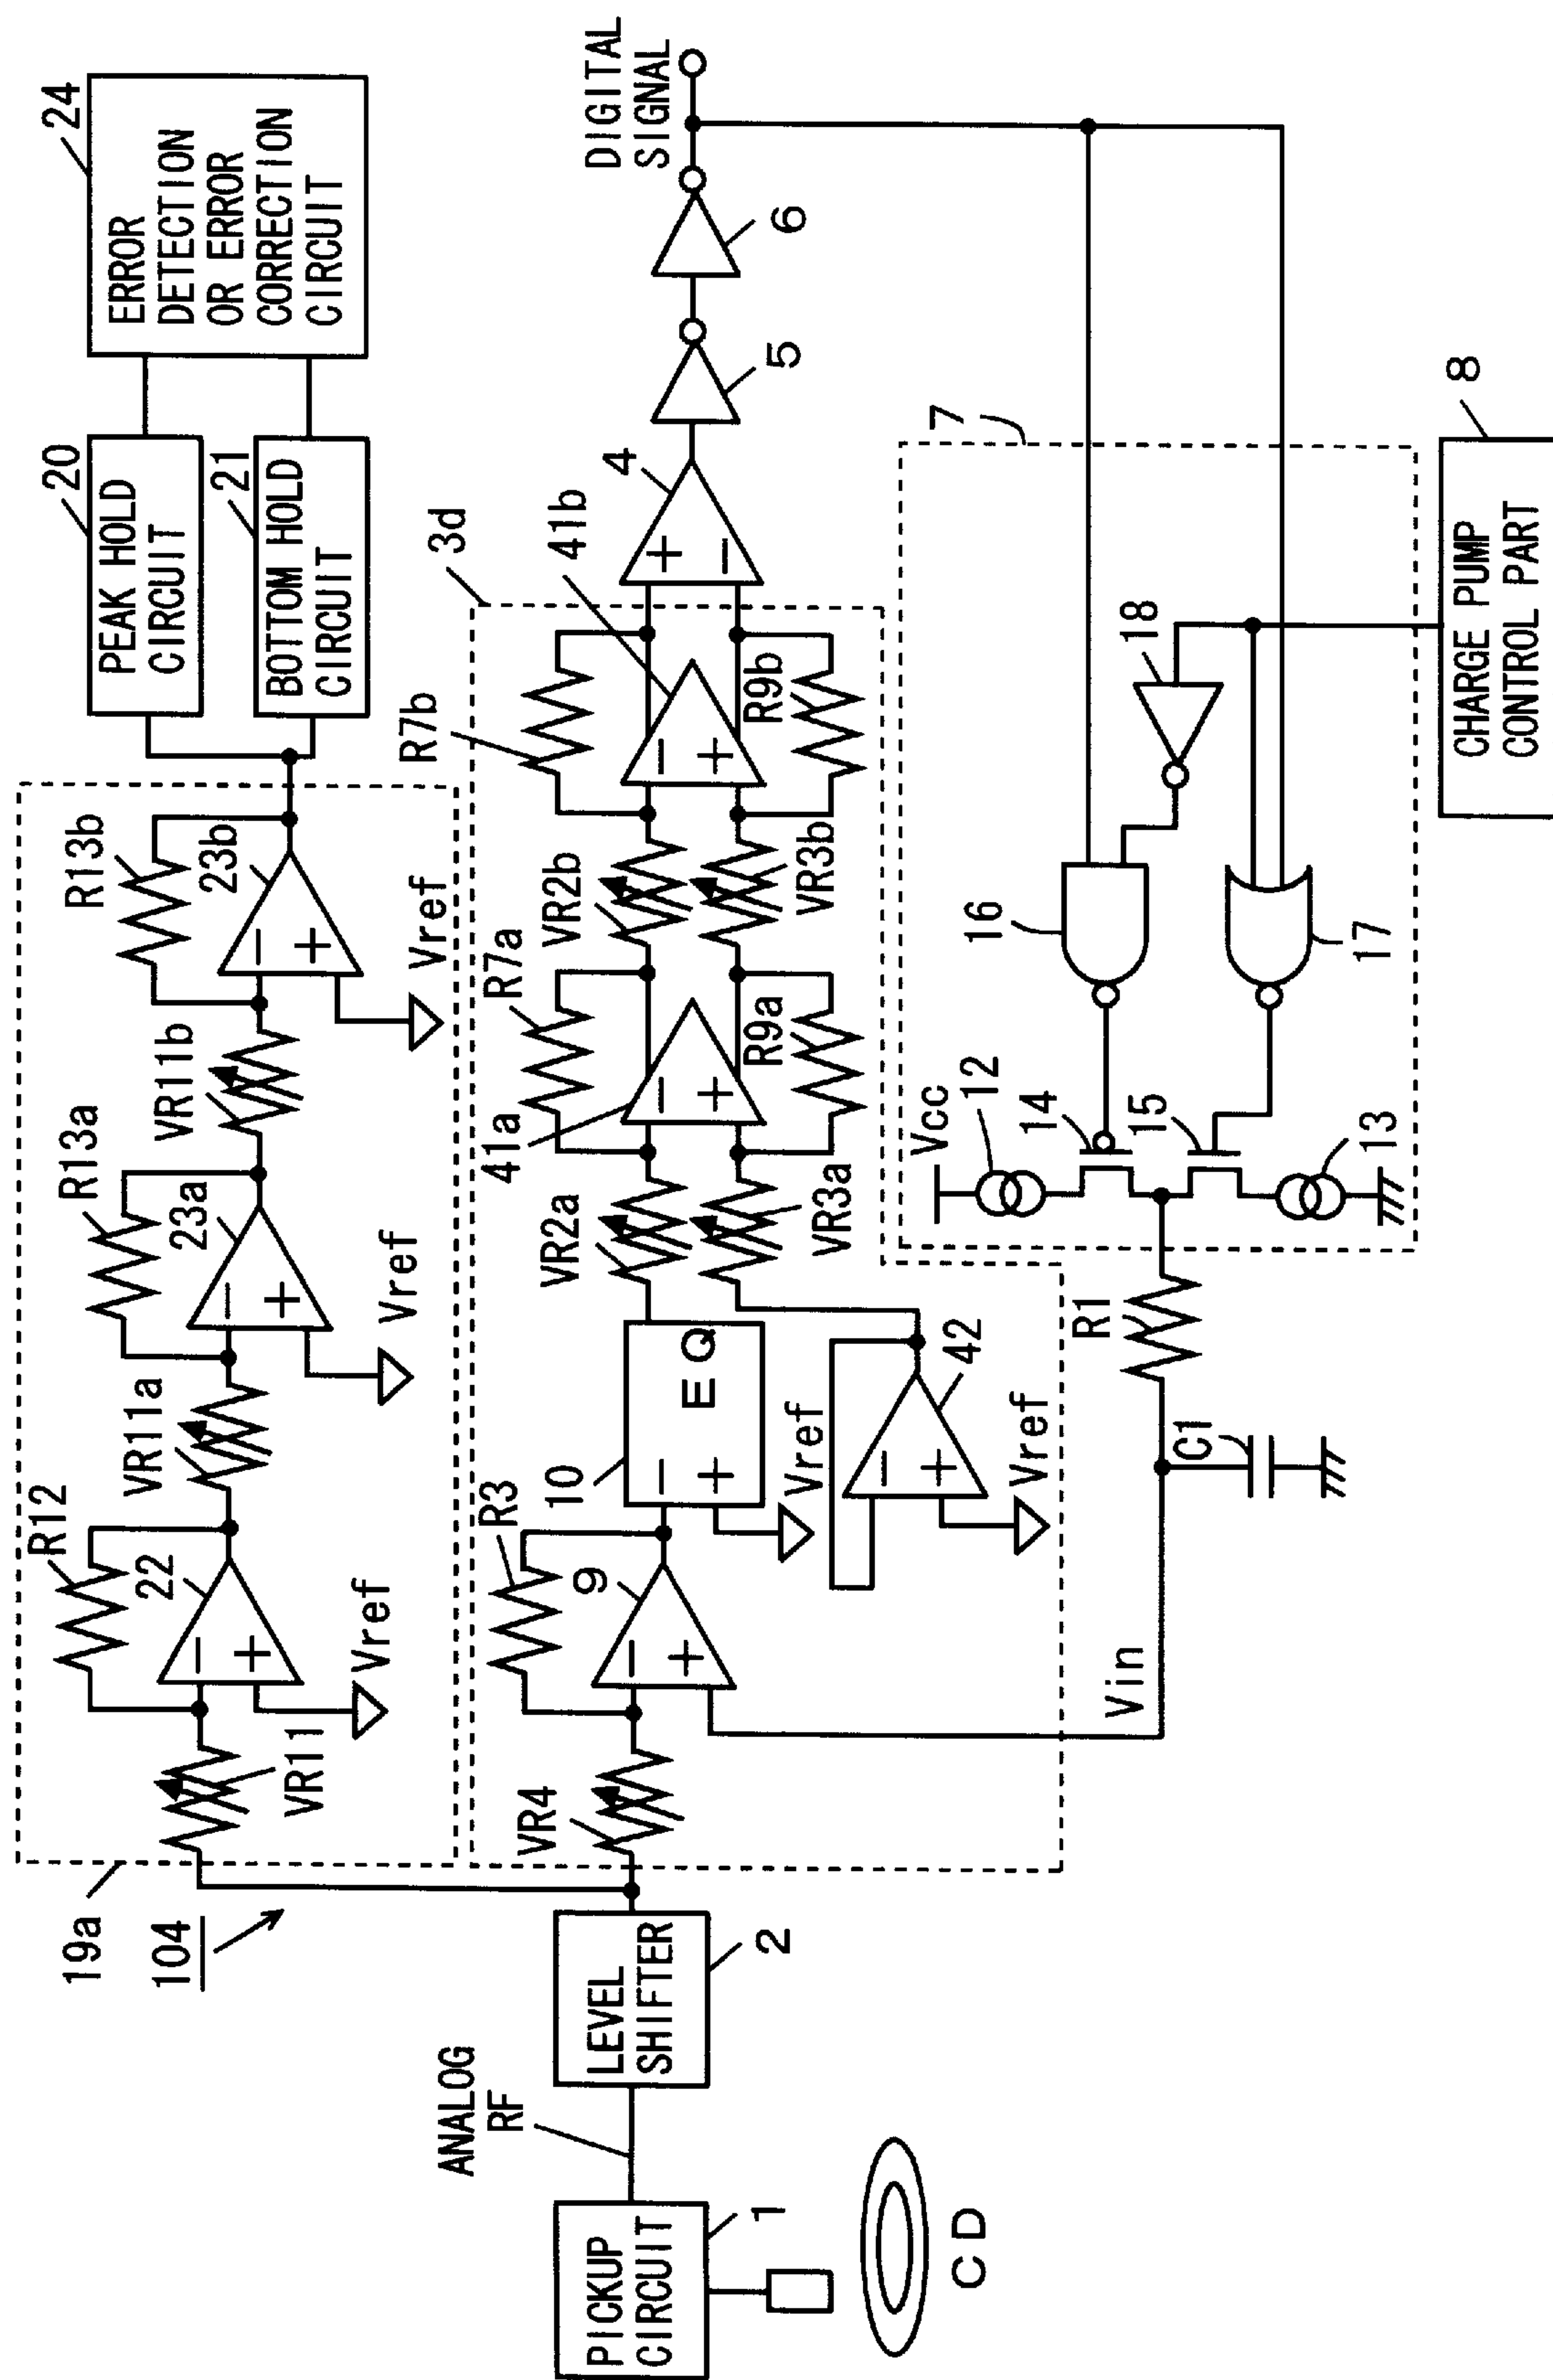 24
ERROR
DETECTION
OR ERROR
CORRECTION
CIRCUIT
20
PEAK HOLD
CIRCUIT
21
BOTTOM HOLD
CIRCUIT
R13b
23b
−
+
Vref
VR11b
R13a
23a
−
+
Vref
VR11a
R12
22
−
+
Vref
VR11
19a
104
DIGITAL
SIGNAL
6
5
4
+
−
3d
41b
R7b
−
+
R9b
VR2b
VR3b
R7a
41a
−
+
R9a
VR2a
VR3a
10
−
EQ
+
Vref
42
−
+
Vref
R3
9
−
+
VR4
Vin
LEVEL
SHIFTER
2
ANALOG
RF
PICKUP
CIRCUIT
1
CD
7
18
16
17
Vcc
12
14
15
13
R1
C1
8
CHARGE PUMP
CONTROL PART